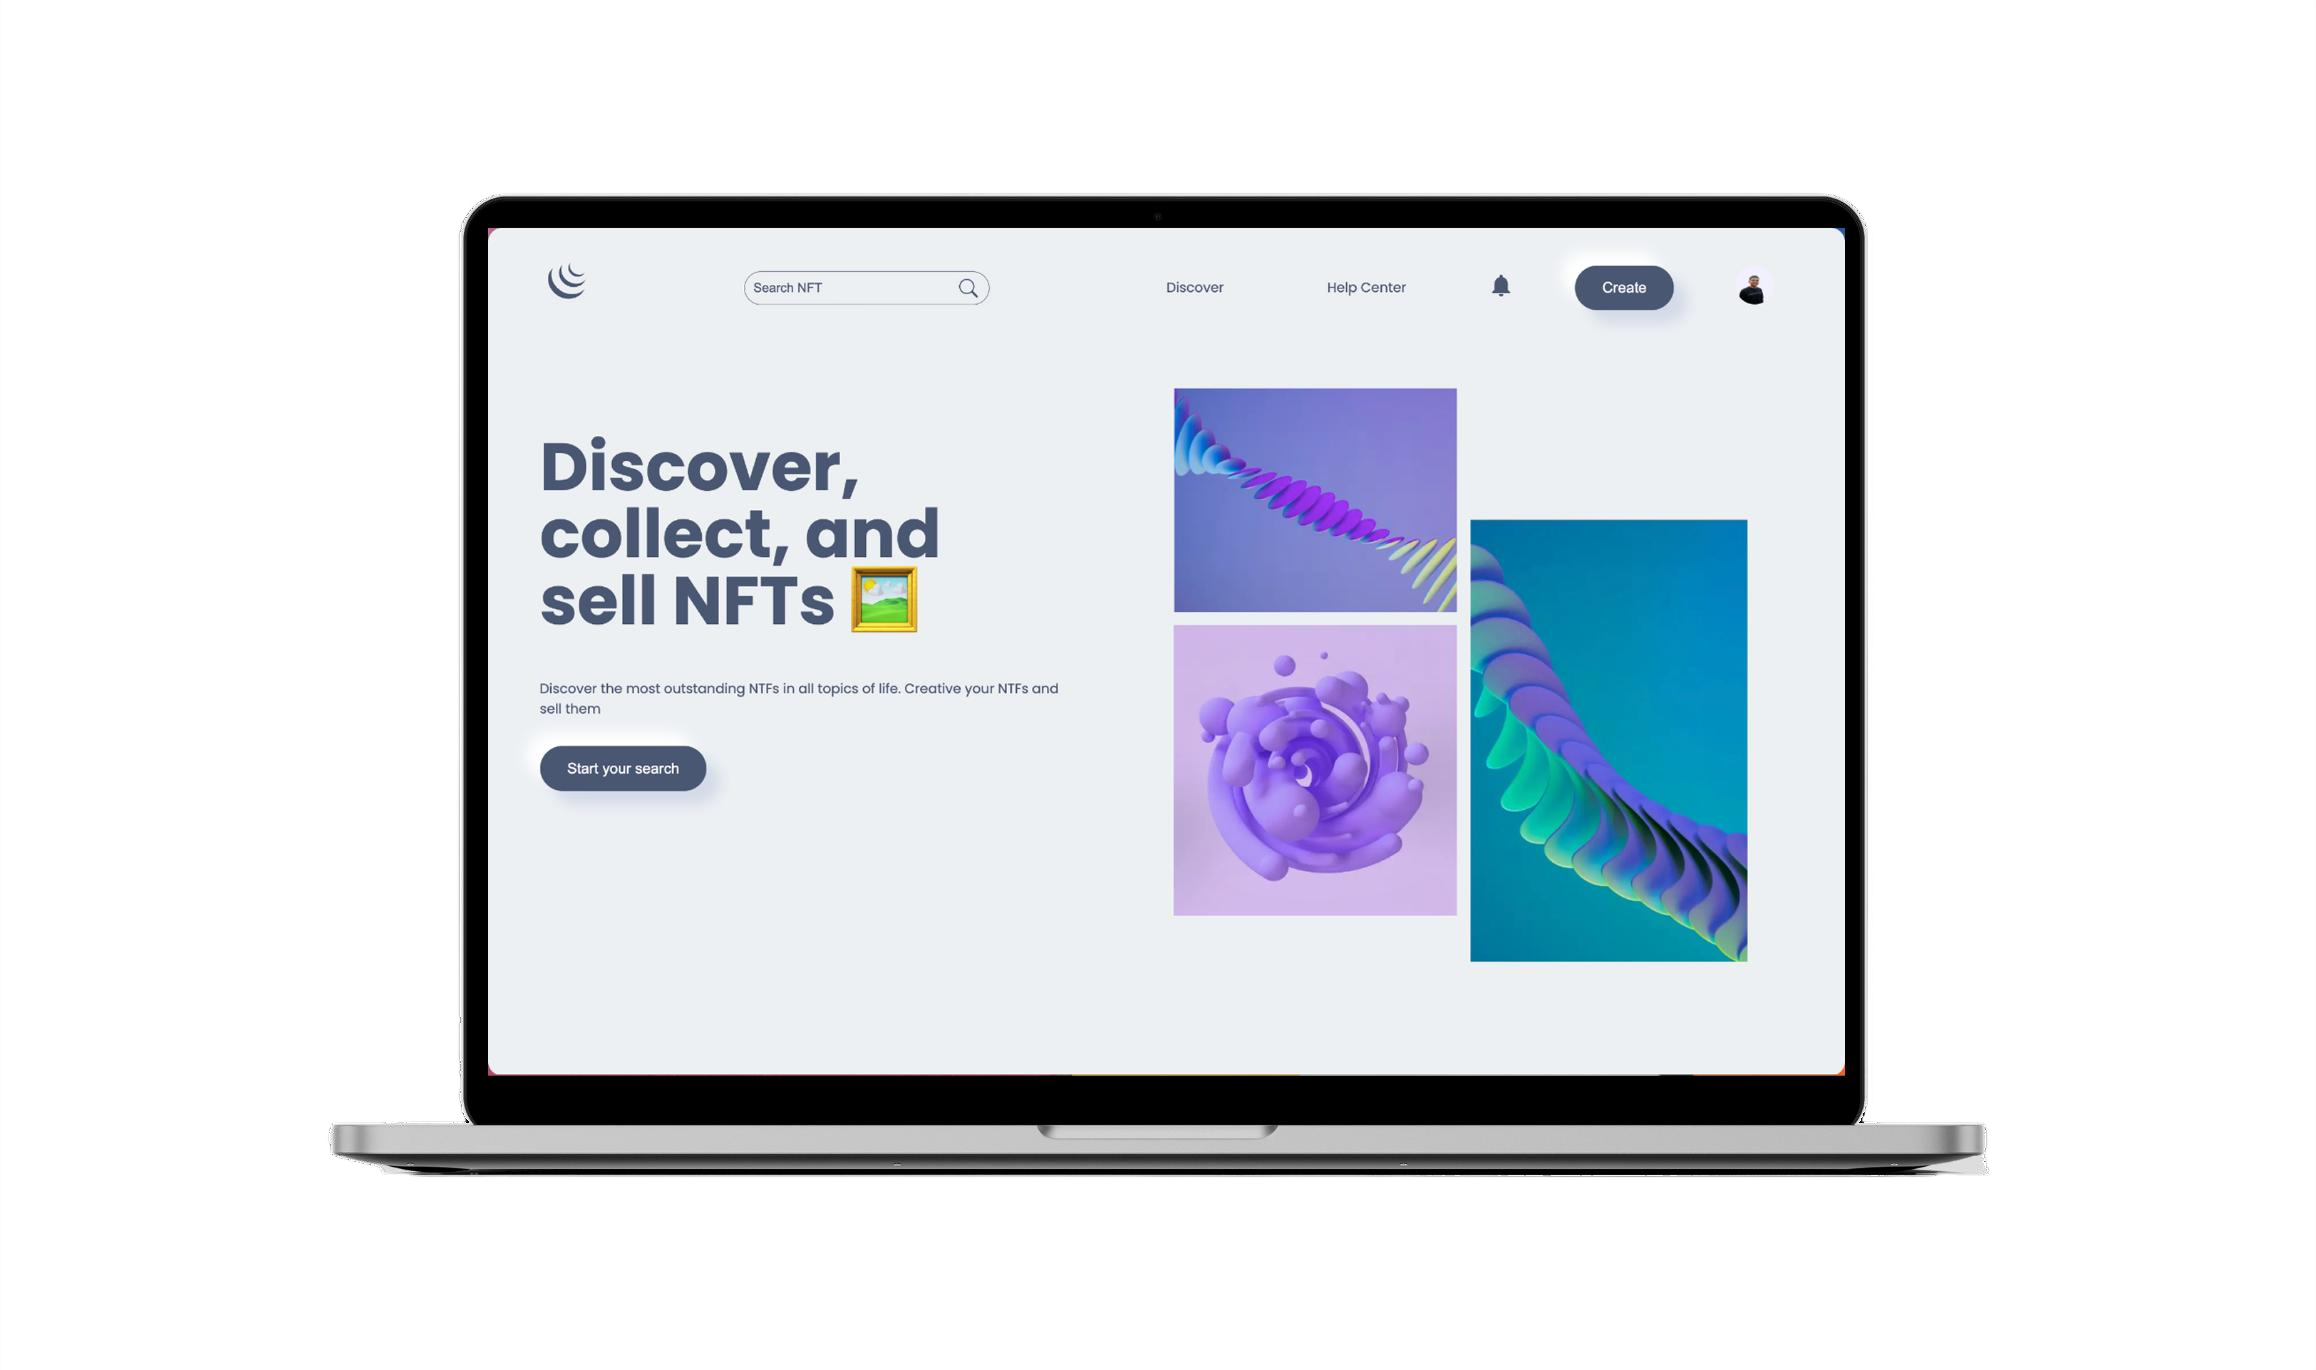 Search NFT
Discover
Help Center
Create
Discover,
collect, and
sell NFTs
Discover the most outstanding NTFs in all topics of life. Creative your NTFs and
sell them
Start your search